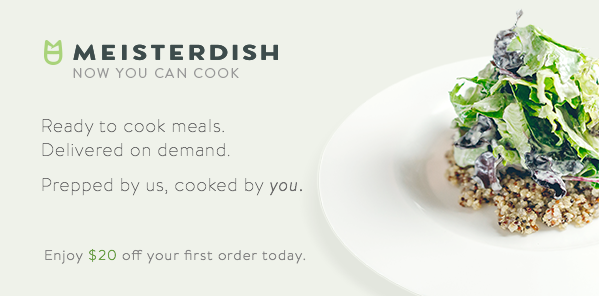 MEISTERDISH
NOW YOU CAN COOK
Ready to cook meals.
Delivered on demand.
Prepped by us, cooked by you.
Enjoy $20 off your first order today.